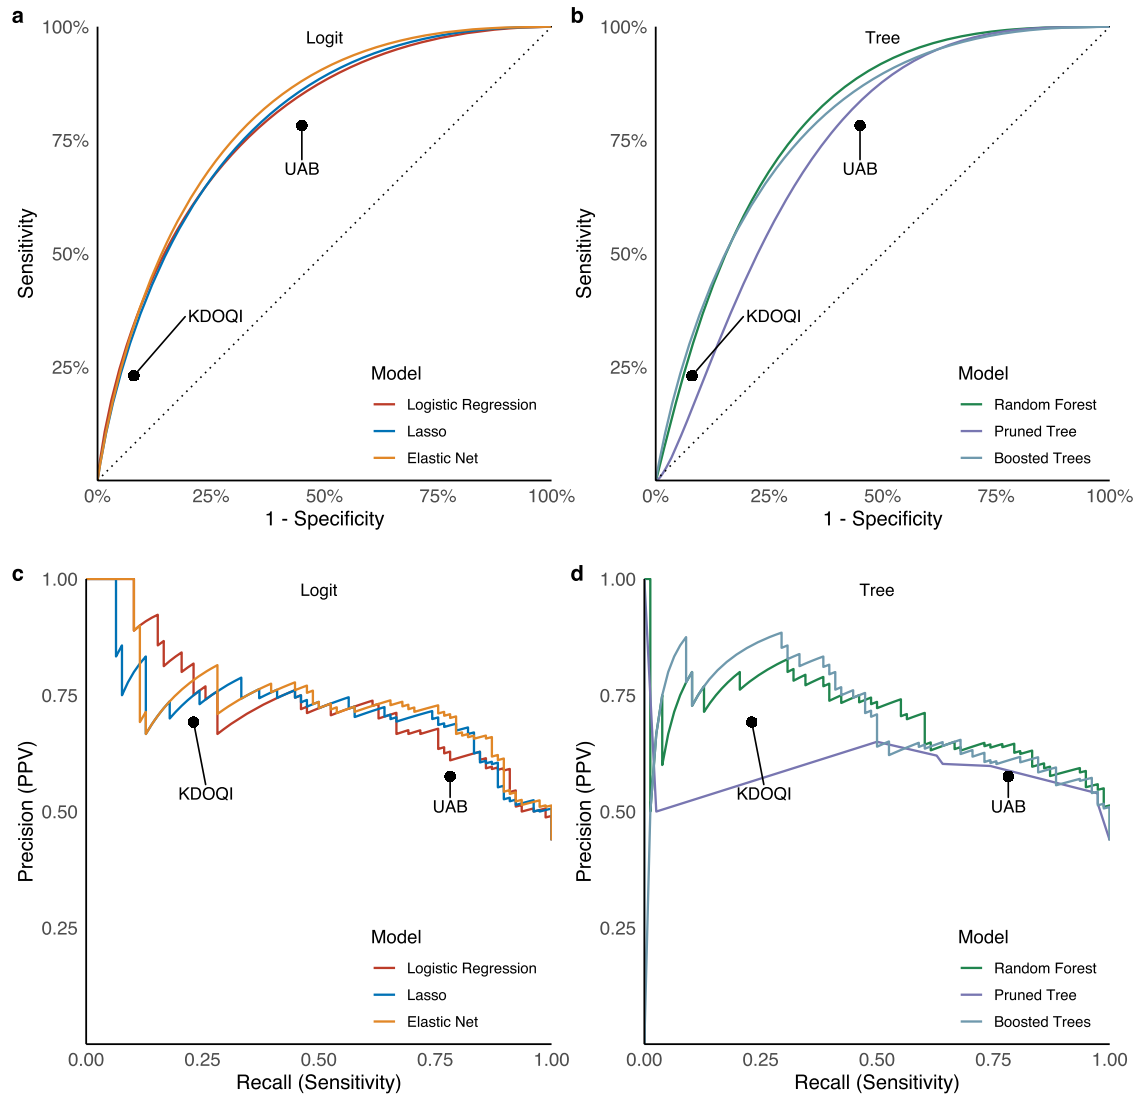 a
Logit
100%
75%
50%
25%
Sensitivity
UAB
KDOQI
Model
Logistic Regression
Lasso
Elastic Net
0% 25% 50% 75% 100%
1 - Specificity
b
Tree
100%
75%
50%
25%
Sensitivity
UAB
KDOQI
Model
Random Forest
Pruned Tree
Boosted Trees
0% 25% 50% 75% 100%
1 - Specificity
c
Logit
1.00
0.75
0.50
0.25
Precision (PPV)
KDOQI
UAB
Model
Logistic Regression
Lasso
Elastic Net
0.00 0.25 0.50 0.75 1.00
Recall (Sensitivity)
d
Tree
1.00
0.75
0.50
0.25
Precision (PPV)
KDOQI
UAB
Model
Random Forest
Pruned Tree
Boosted Trees
0.00 0.25 0.50 0.75 1.00
Recall (Sensitivity)